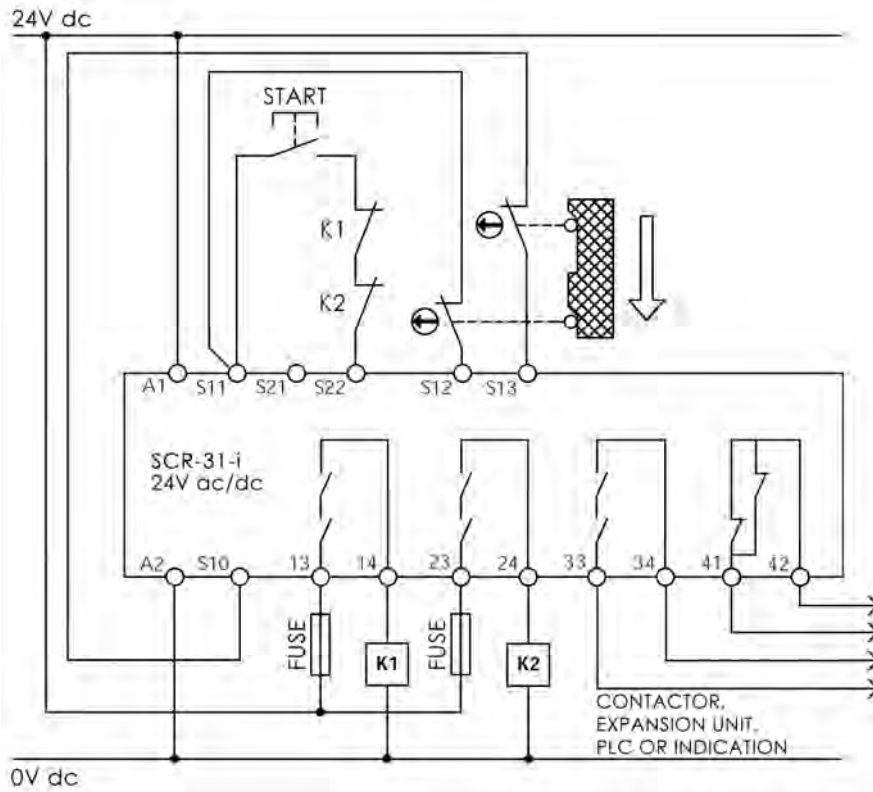 24V dc
START
K1
K2
A1
S11
S21
S22
S12
S13
SCR-31-i
24V ac/dc
A2
S10
13
14
23
24
33
34
41
42
FUSE
K1
FUSE
K2
CONTACTOR,
EXPANSION UNIT,
PLC OR INDICATION
0V dc